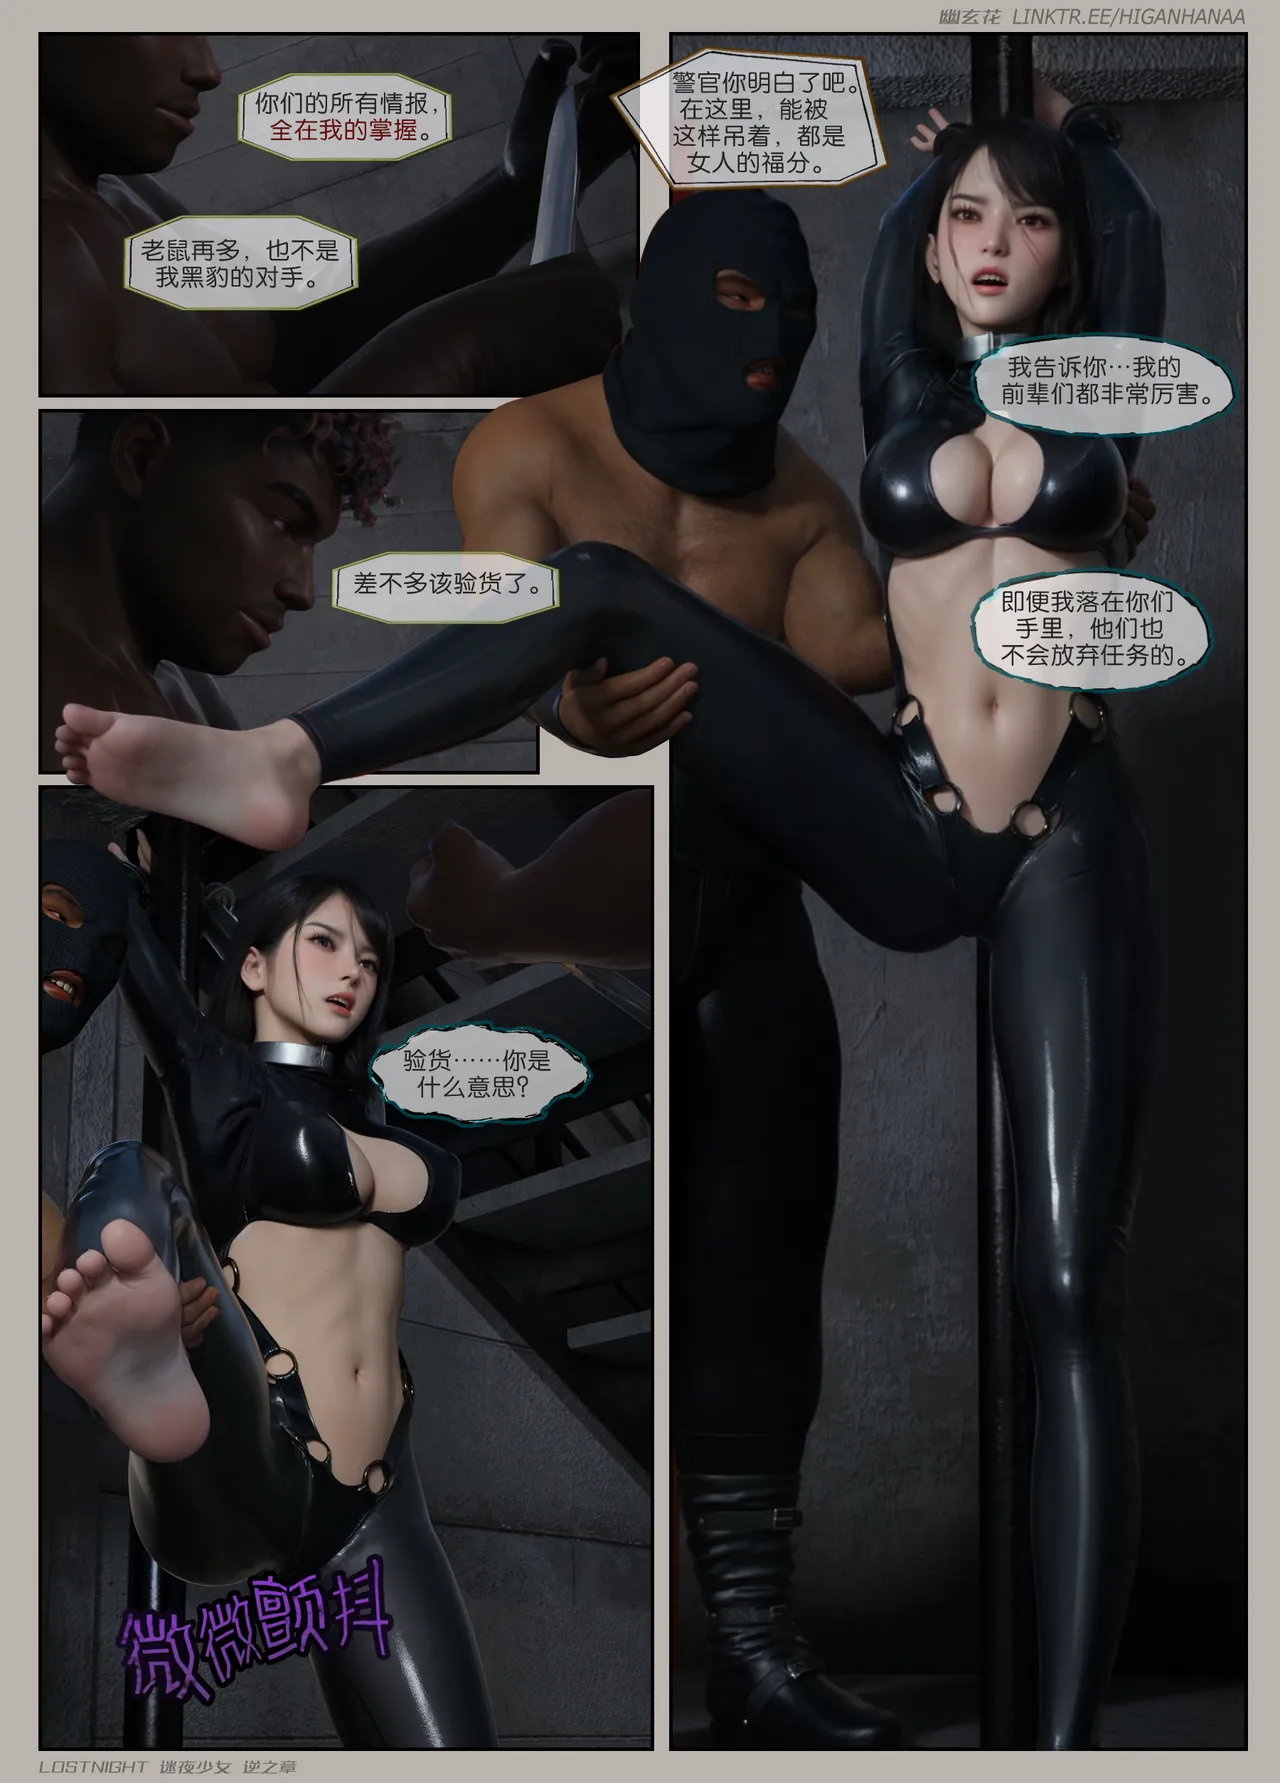 幽玄花 LINKTR.EE/HIGANHANAA
你们的所有情报，
全在我的掌握。
老鼠再多，也不是
我黑豹的对手。
警官你明白了吧。
在这里，能被
这样吊着，都是
女人的福分。
我告诉你…我的
前辈们都非常厉害。
即便我落在你们
手里，他们也
不会放弃任务的。
差不多该验货了。
验货……你是
什么意思？
微微颤抖
LOSTNIGHT 迷夜少女 逆之章